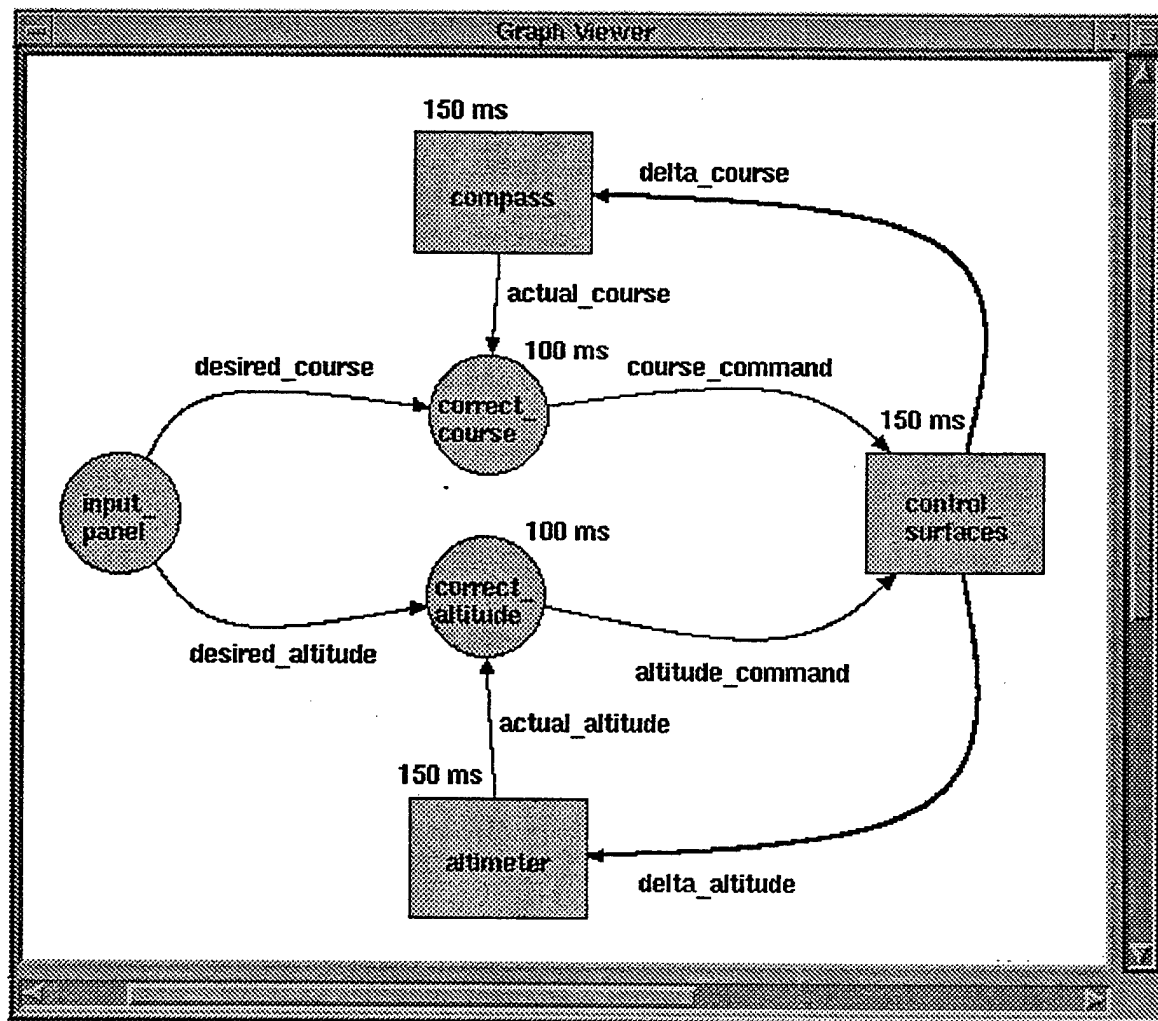 Graph Viewer
150 ms
compass
delta_course
actual_course
100 ms
desired_course
course_command
correct_
course
150 ms
input_
panel
control_
surfaces
100 ms
correct_
altitude
desired_altitude
altitude_command
actual_altitude
150 ms
altimeter
delta_altitude